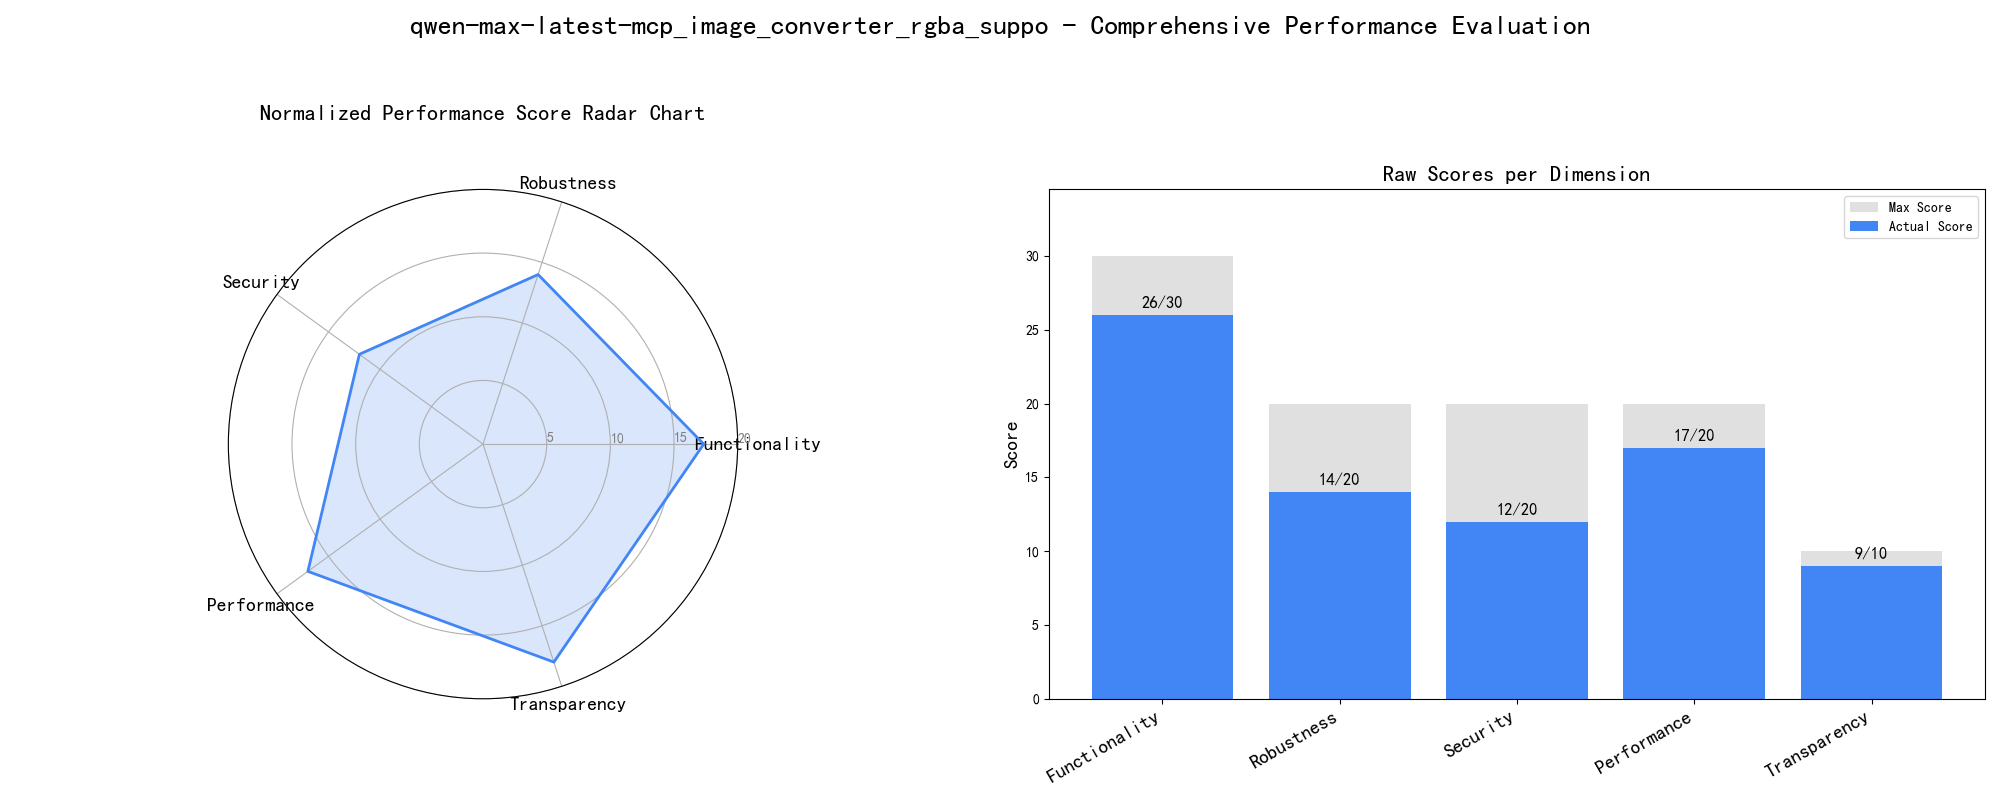 qwen-max-latest-mcp_image_converter_rgba_suppo - Comprehensive Performance Evaluation
Normalized Performance Score Radar Chart
Robustness
Security
Functionality
Performance
Transparency
5
10
15
20
Raw Scores per Dimension
Max Score
Actual Score
Score
30
25
20
15
10
5
0
26/30
14/20
12/20
17/20
9/10
Functionality
Robustness
Security
Performance
Transparency